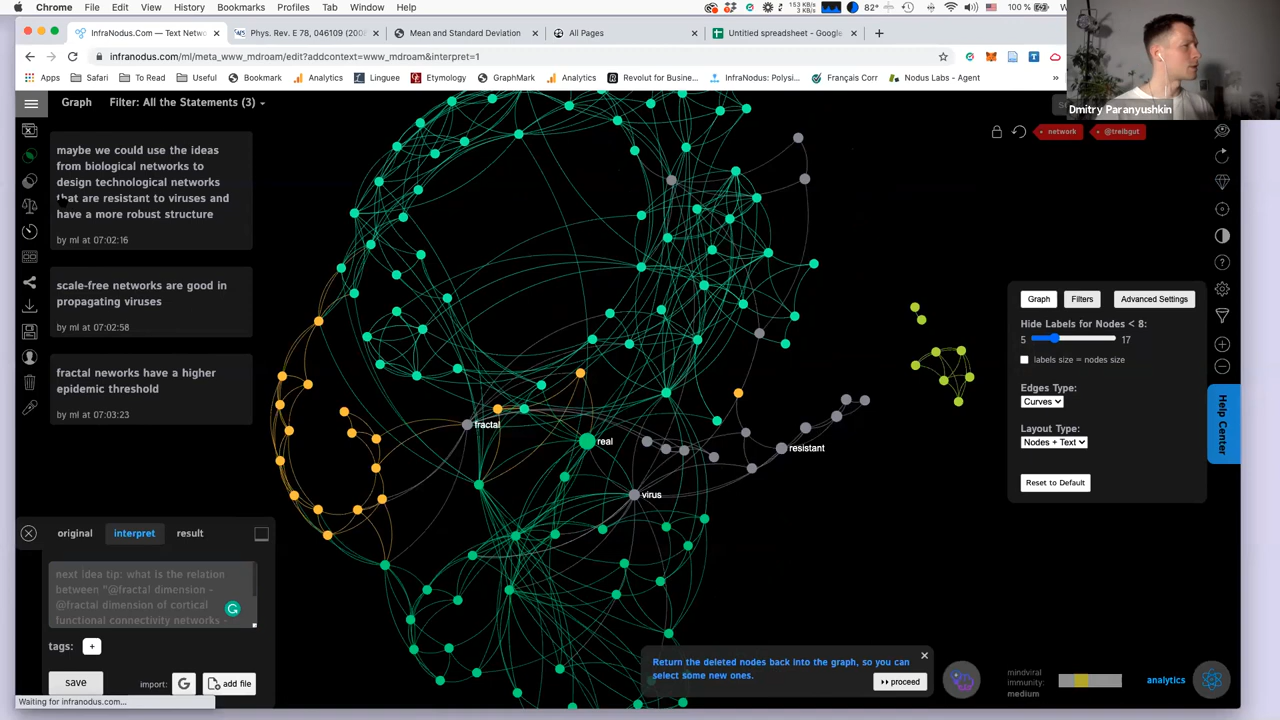 Chrome File Edit View History Bookmarks Profiles Tab Window Help
153 KB
3 KB/s
82° 100 %
InfraNodus.Com — Text Netwo
Phys. Rev. E 78, 046109 (2008
Mean and Standard Deviation
All Pages
Untitled spreadsheet - Google
infranodus.com/ml/meta_www_mdroam/edit?addcontext=www_mdroam&interpret=1
Apps Safari To Read Useful Bookmark Analytics Linguee Etymology GraphMark Analytics Revolut for Busine... InfraNodus: Polysi... Français Corr Nodus Labs - Agent
Dmitry Paranyushkin
Graph Filter: All the Statements (3)
network @treibgut
maybe we could use the ideas
from biological networks to
design technological networks
that are resistant to viruses and
have a more robust structure
by ml at 07:02:16
scale-free networks are good in
propagating viruses
by ml at 07:02:58
fractal neworks have a higher
epidemic threshold
by ml at 07:03:23
fractal
real
resistant
virus
Graph Filters Advanced Settings
Hide Labels for Nodes < 8:
5 17
labels size = nodes size
Edges Type:
Curves
Layout Type:
Nodes + Text
Reset to Default
Help Center
original interpret result
next idea tip: what is the relation
between "@fractal dimension -
@fractal dimension of cortical
functional connectivity networks -
tags: +
save import: G add file
Waiting for infranodus.com...
Return the deleted nodes back into the graph, so you can
select some new ones.
proceed
mindviral
immunity:
medium
analytics